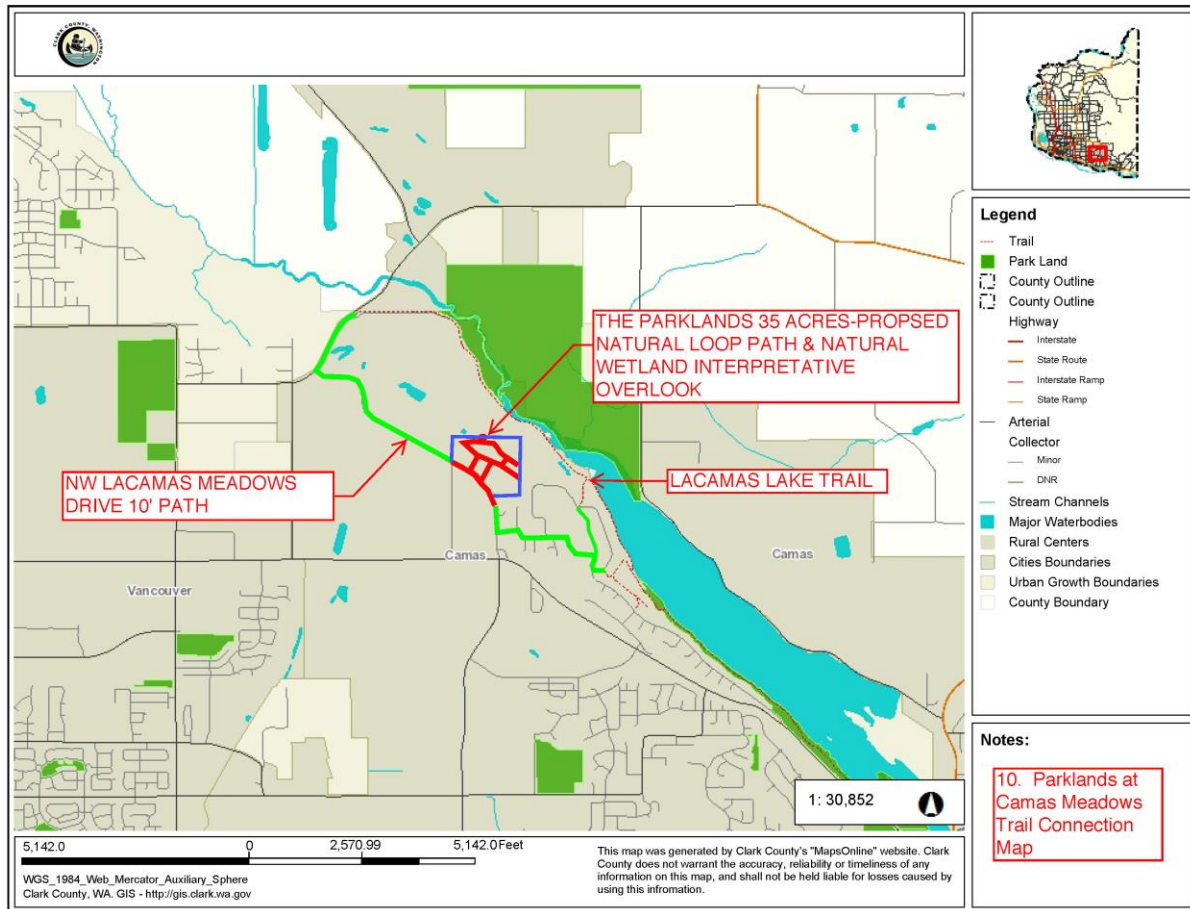 CLARK COUNTY, WASHINGTON
THE PARKLANDS 35 ACRES-PROPSED
NATURAL LOOP PATH & NATURAL
WETLAND INTERPRETATIVE
OVERLOOK
NW LACAMAS MEADOWS
DRIVE 10' PATH
LACAMAS LAKE TRAIL
Camas
Camas
Vancouver
1: 30,852
Legend
Trail
Park Land
County Outline
County Outline
Highway
Interstate
State Route
Interstate Ramp
State Ramp
Arterial
Collector
Minor
DNR
Stream Channels
Major Waterbodies
Rural Centers
Cities Boundaries
Urban Growth Boundaries
County Boundary
Notes:
10. Parklands at
Camas Meadows
Trail Connection
Map
5,142.0 0 2,570.99 5,142.0Feet
WGS_1984_Web_Mercator_Auxiliary_Sphere
Clark County, WA. GIS - http://gis.clark.wa.gov
This map was generated by Clark County's "MapsOnline" website. Clark
County does not warrant the accuracy, reliability or timeliness of any
information on this map, and shall not be held liable for losses caused by
using this infromation.